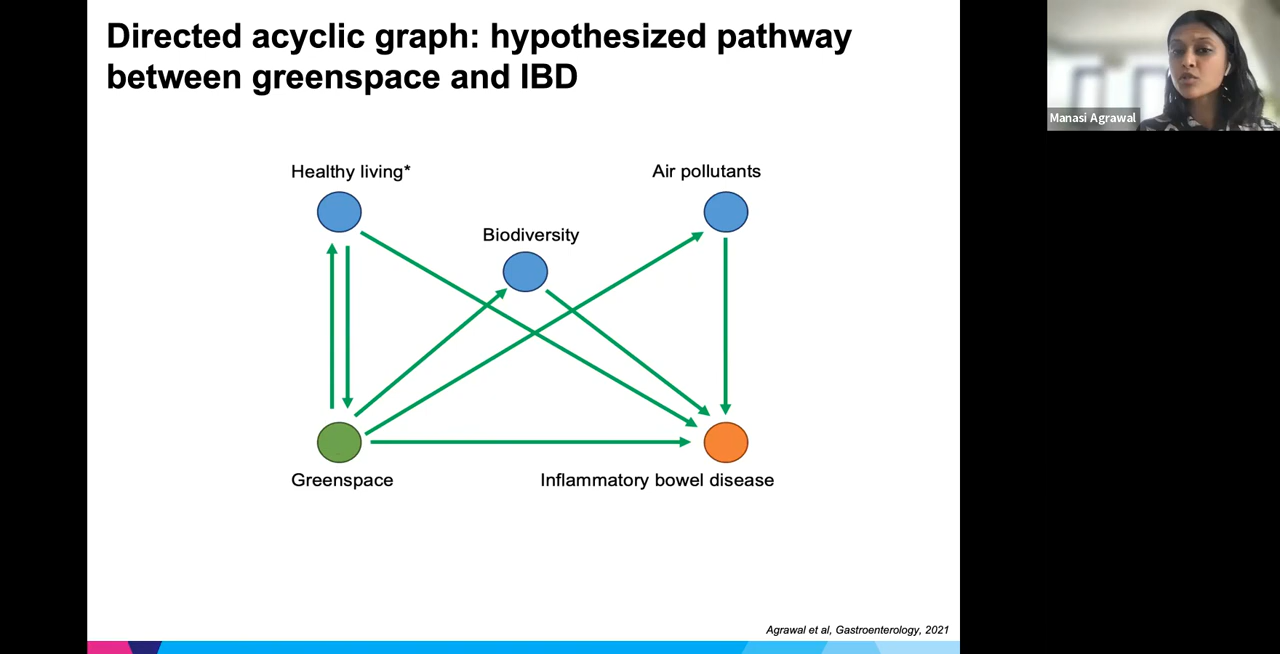 Directed acyclic graph: hypothesized pathway
between greenspace and IBD
Manasi Agrawal
Healthy living*
Air pollutants
Biodiversity
Greenspace
Inflammatory bowel disease
Agrawal et al, Gastroenterology, 2021